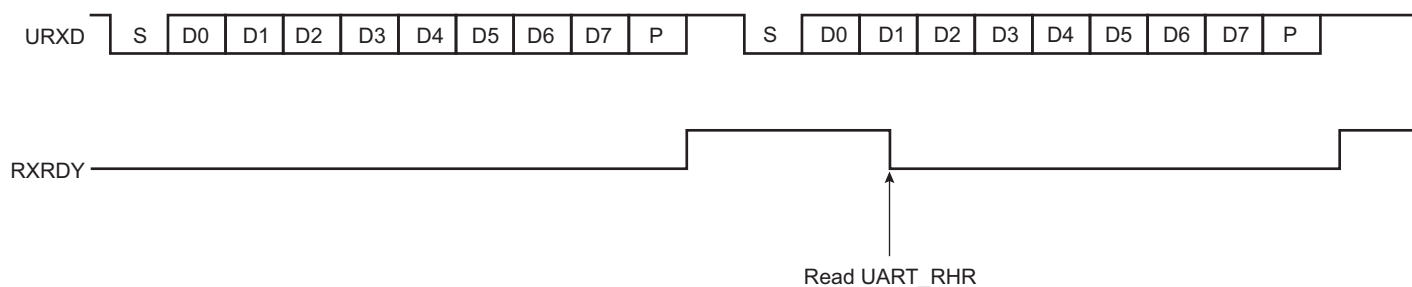 URXD S D0 D1 D2 D3 D4 D5 D6 D7 P S D0 D1 D2 D3 D4 D5 D6 D7 P
RXRDY
Read UART_RHR